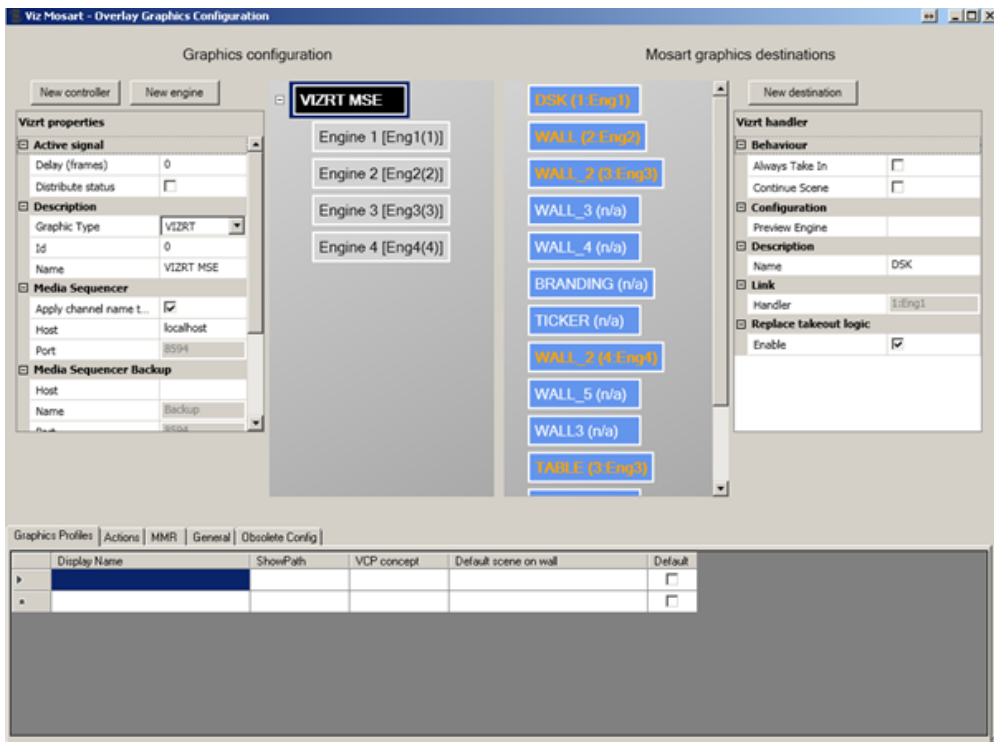 Viz Mosart - Overlay Graphics Configuration
Graphics configuration
Mosart graphics destinations
New controller
New engine
Vizrt properties
Active signal
Delay (frames) 0
Distribute status
Description
Graphic Type VIZRT
Id 0
Name VIZRT MSE
Media Sequencer
Apply channel name t...
Host localhost
Port 8594
Media Sequencer Backup
Host
Name Backup
Port 8594
VIZRT MSE
Engine 1 [Eng1(1)]
Engine 2 [Eng2(2)]
Engine 3 [Eng3(3)]
Engine 4 [Eng4(4)]
DSK (1:Eng1)
WALL (2:Eng2)
WALL_2 (3:Eng3)
WALL_3 (n/a)
WALL_4 (n/a)
BRANDING (n/a)
TICKER (n/a)
WALL_2 (4:Eng4)
WALL_5 (n/a)
WALL3 (n/a)
TABLE (3:Eng3)
New destination
Vizrt handler
Behaviour
Always Take In
Continue Scene
Configuration
Preview Engine
Description
Name DSK
Link
Handler 1:Eng1
Replace takeout logic
Enable
Graphics Profiles Actions MMR General Obsolete Config
Display Name ShowPath VCP concept Default scene on wall Default